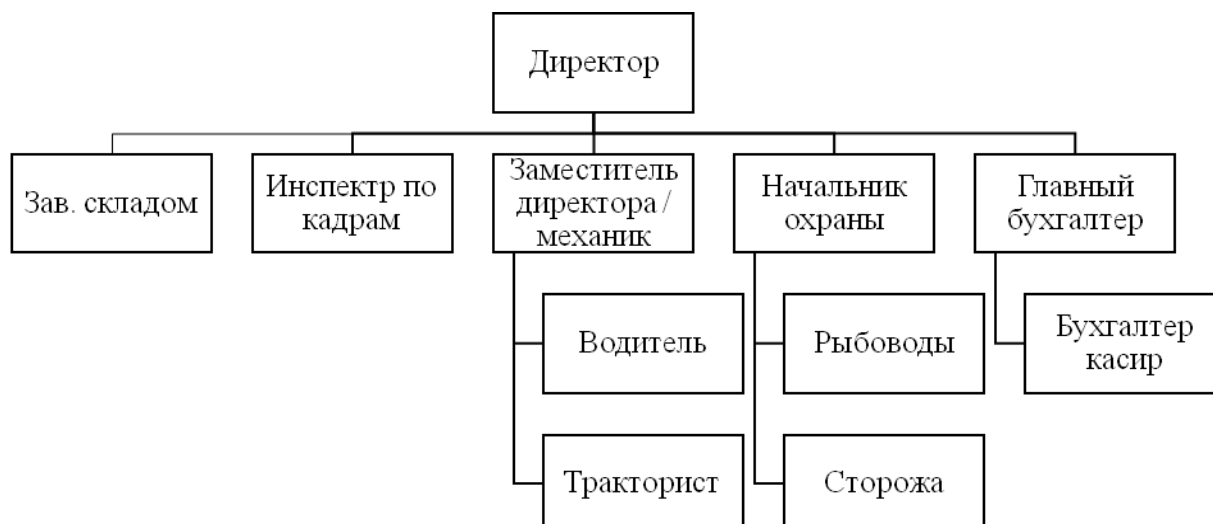 Директор
Зав. складом
Инспектр по
кадрам
Заместитель
директора /
механик
Начальник
охраны
Главный
бухгалтер
Водитель
Рыбоводы
Бухгалтер
касир
Тракторист
Сторожа